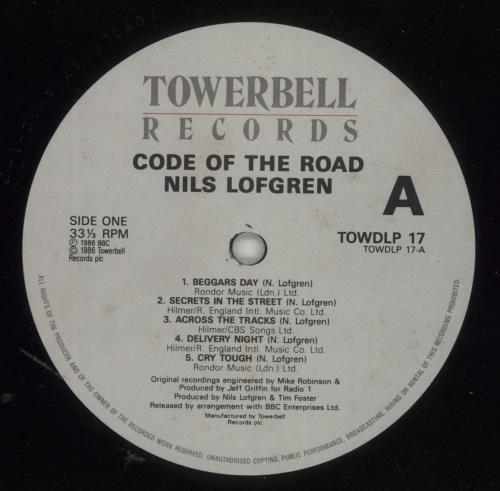 TOWERBELL
RECORDS
CODE OF THE ROAD
NILS LOFGREN
A
SIDE ONE
33⅓ RPM
℗ 1986 BBC
© 1986 Towerbell
Records plc
TOWDLP 17
TOWDLP 17-A
1. BEGGARS DAY (N. Lofgren)
Rondor Music (Ldn.) Ltd.
2. SECRETS IN THE STREET (N. Lofgren)
Hilmer/R. England Intl. Music Co. Ltd.
3. ACROSS THE TRACKS (N. Lofgren)
Hilmer/CBS Songs Ltd.
4. DELIVERY NIGHT (N. Lofgren)
Hilmer/R. England Intl. Music Co. Ltd.
5. CRY TOUGH (N. Lofgren)
Rondor Music (Ldn.) Ltd.
Original recordings engineered by Mike Robinson &
Produced by Jeff Griffin for Radio 1
Produced by Nils Lofgren & Tim Foster
Released by arrangement with BBC Enterprises Ltd.
Manufactured by Towerbell
Records plc
ALL RIGHTS OF THE PRODUCER AND OF THE OWNER OF THE RECORDED WORK RESERVED. UNAUTHORISED COPYING, PUBLIC PERFORMANCE, BROADCASTING, HIRING OR RENTAL OF THIS RECORDING PROHIBITED.